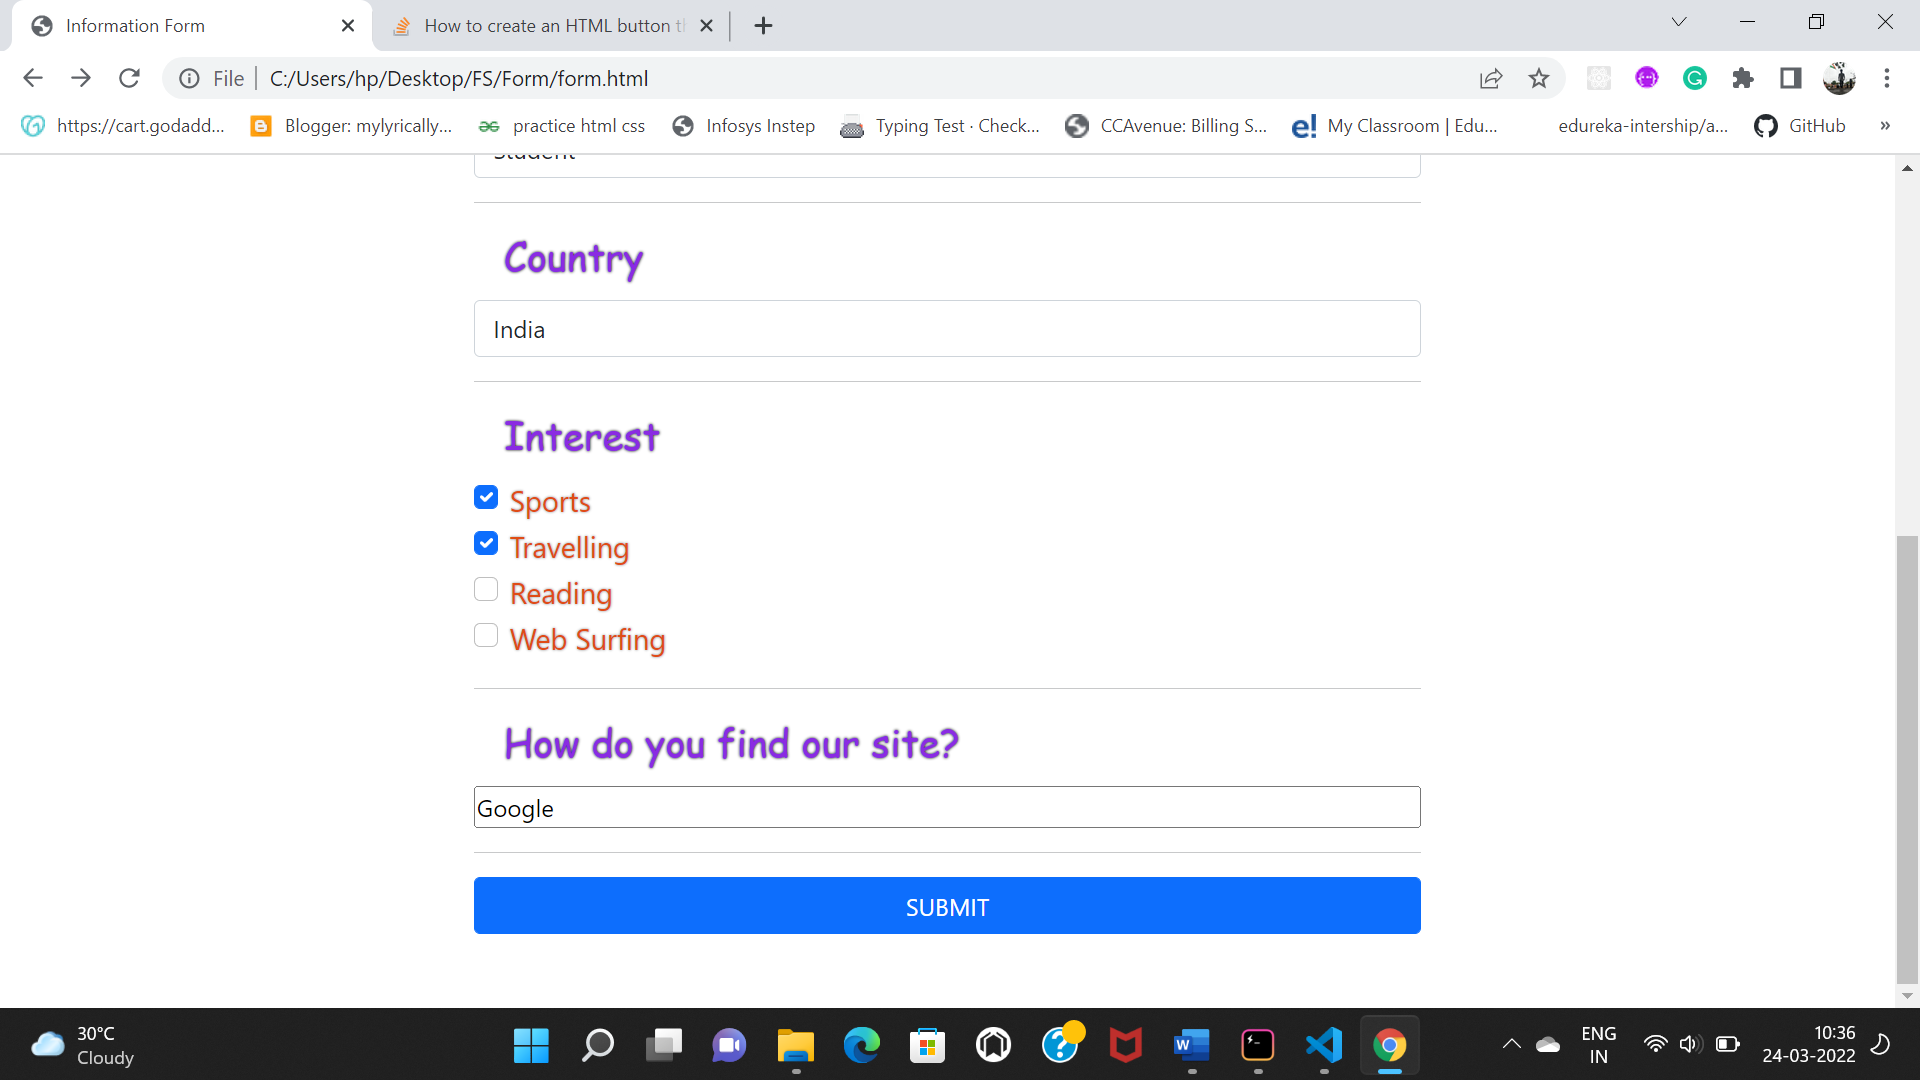 Information Form
How to create an HTML button th
File
C:/Users/hp/Desktop/FS/Form/form.html
https://cart.godadd...
Blogger: mylyrically...
practice html css
Infosys Instep
Typing Test · Check...
CCAvenue: Billing S...
e! My Classroom | Edu...
edureka-intership/a...
GitHub
»
Student
Country
India
Interest
Sports
Travelling
Reading
Web Surfing
How do you find our site?
Google
SUBMIT
30°C
Cloudy
ENG
IN
10:36
24-03-2022